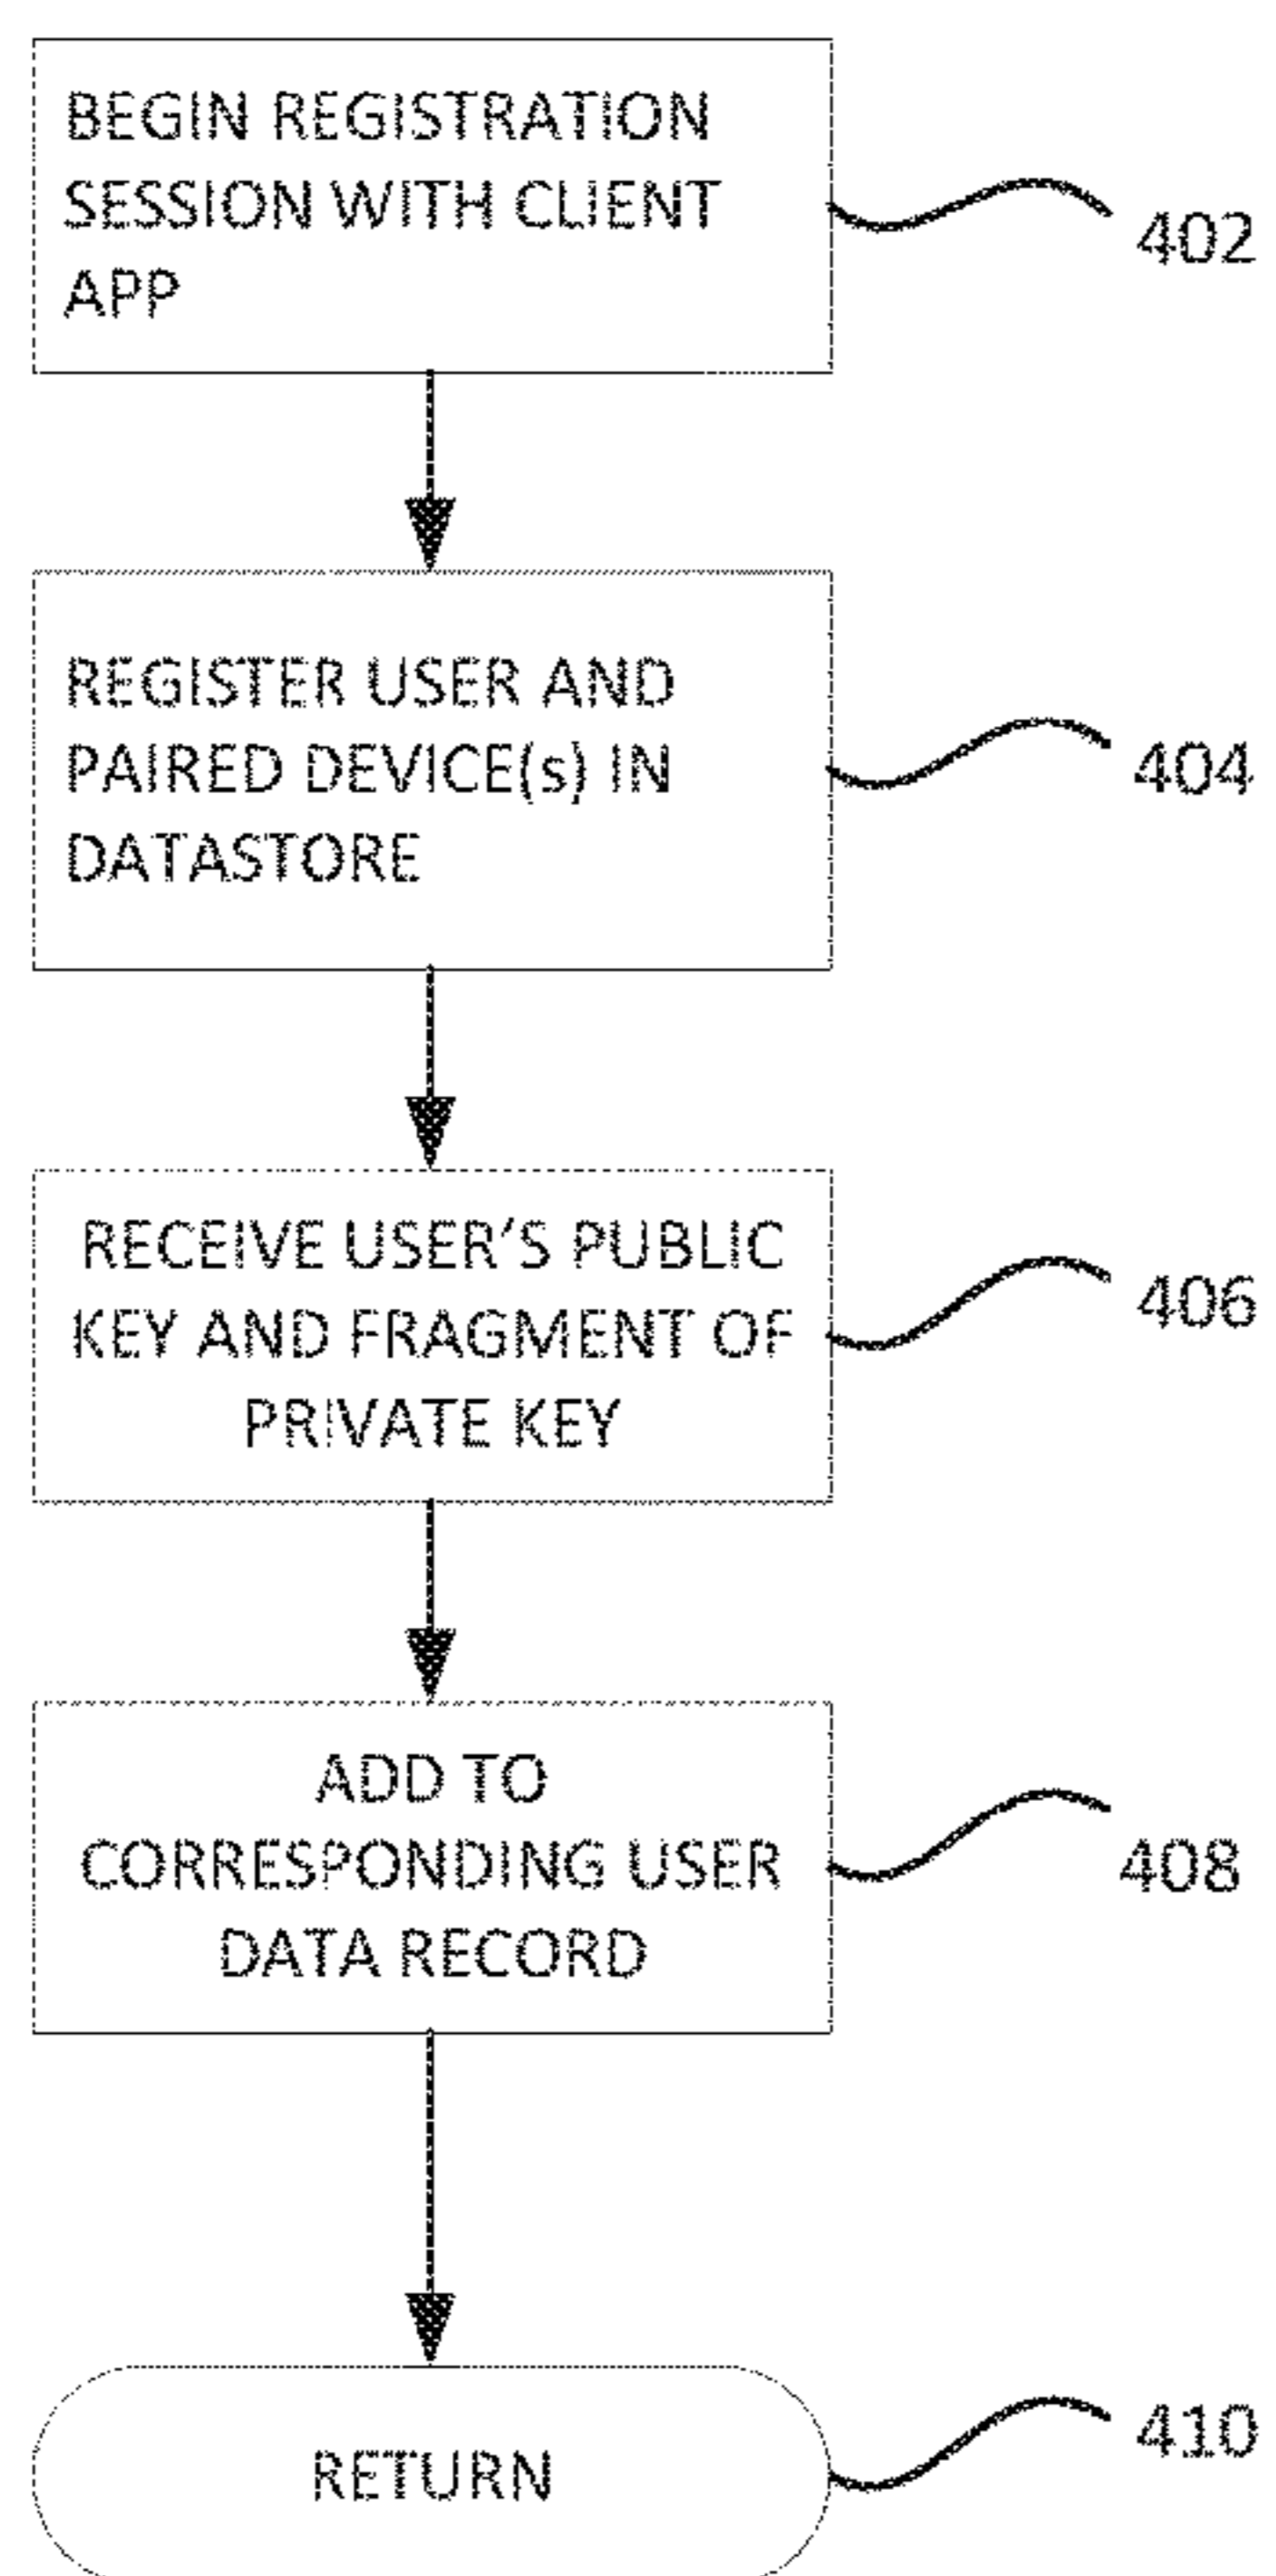 BEGIN REGISTRATION
SESSION WITH CLIENT
APP
402
REGISTER USER AND
PAIRED DEVICE(s) IN
DATASTORE
404
RECEIVE USER'S PUBLIC
KEY AND FRAGMENT OF
PRIVATE KEY
406
ADD TO
CORRESPONDING USER
DATA RECORD
408
RETURN
410